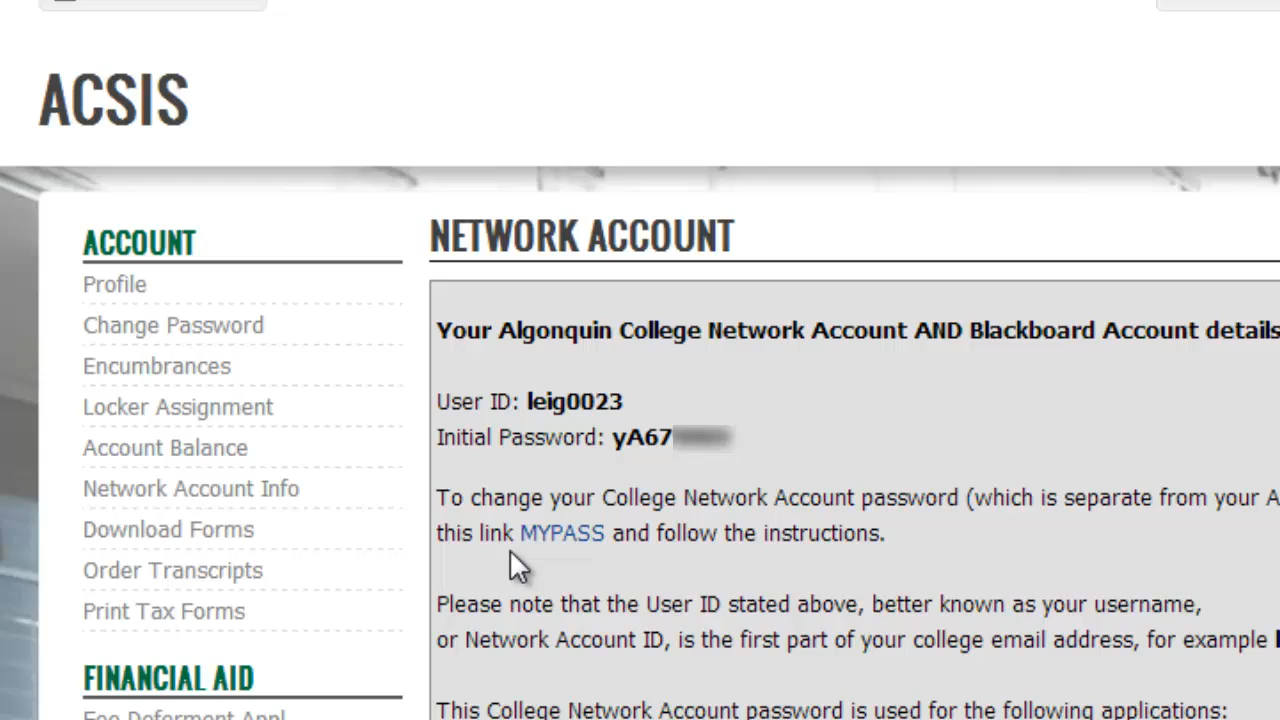 ACSIS
ACCOUNT
Profile
Change Password
Encumbrances
Locker Assignment
Account Balance
Network Account Info
Download Forms
Order Transcripts
Print Tax Forms
FINANCIAL AID
Fee Deferment Appl
NETWORK ACCOUNT
Your Algonquin College Network Account AND Blackboard Account details
User ID: leig0023
Initial Password: yA67
To change your College Network Account password (which is separate from your A
this link MYPASS and follow the instructions.
Please note that the User ID stated above, better known as your username,
or Network Account ID, is the first part of your college email address, for example
This College Network Account password is used for the following applications: